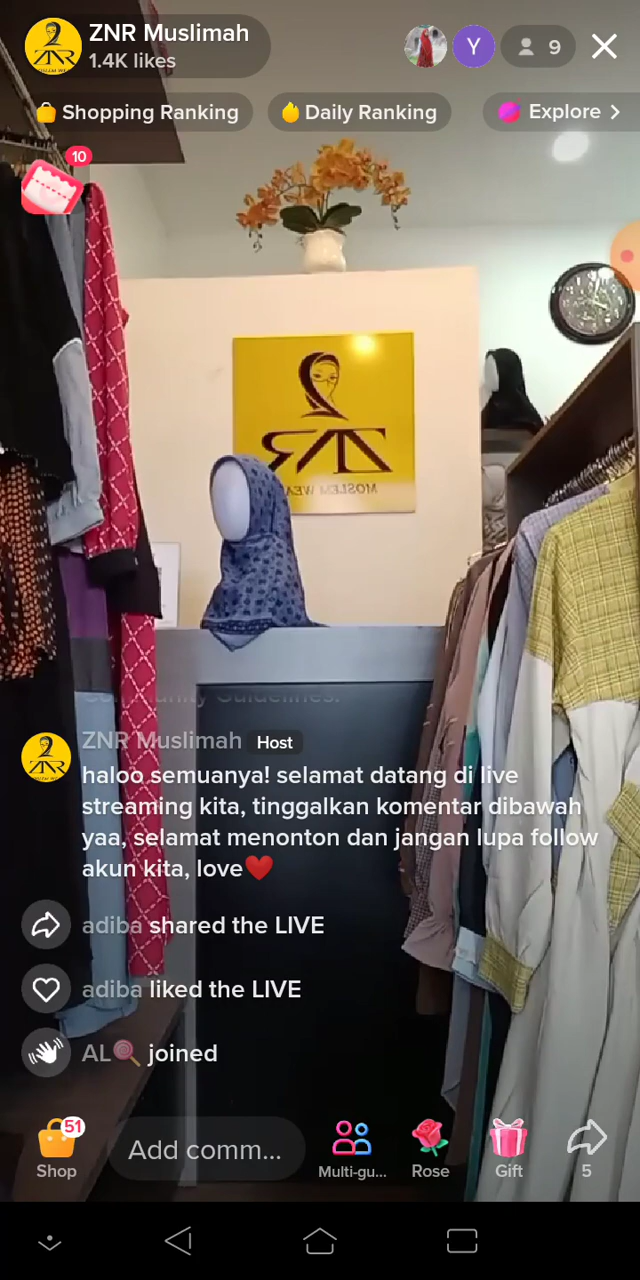 ZNR Muslimah
1.4K likes
Y
9
Shopping Ranking
Daily Ranking
Explore
10
ZNR
MOSLEM WEAR
Community Guidelines.
ZNR Muslimah Host
haloo semuanya! selamat datang di live
streaming kita, tinggalkan komentar dibawah
yaa, selamat menonton dan jangan lupa follow
akun kita, love❤️
adiba shared the LIVE
adiba liked the LIVE
AL🍭 joined
51
Shop
Add comm...
Multi-gu...
Rose
Gift
5